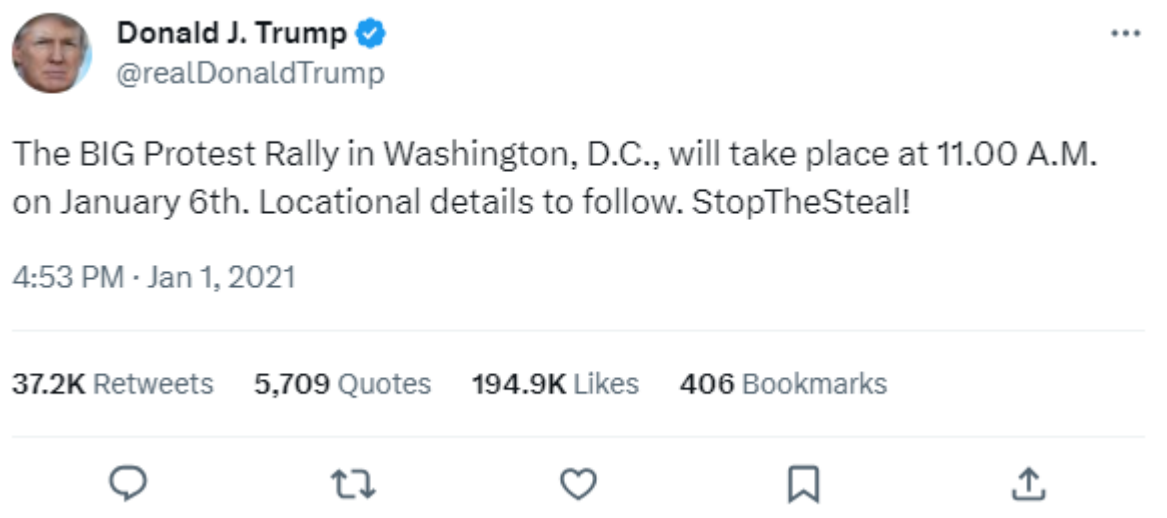 Donald J. Trump
@realDonaldTrump
The BIG Protest Rally in Washington, D.C., will take place at 11.00 A.M.
on January 6th. Locational details to follow. StopTheSteal!
4:53 PM · Jan 1, 2021
37.2K Retweets 5,709 Quotes 194.9K Likes 406 Bookmarks